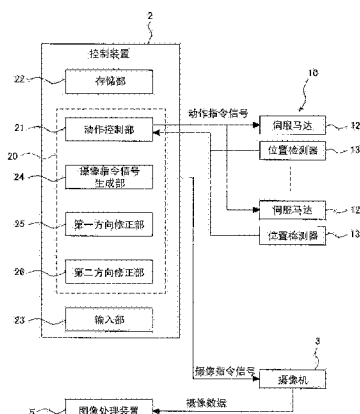 2
控制装置
22
存储部
21
动作控制部
20
24
摄像指令信号
生成部
25
第一方向修正部
26
第二方向修正部
23
输入部
动作指令信号
10
伺服马达
12
位置检测器
13
伺服马达
12
位置检测器
13
摄像指令信号
3
摄像机
摄像数据
图像处理装置